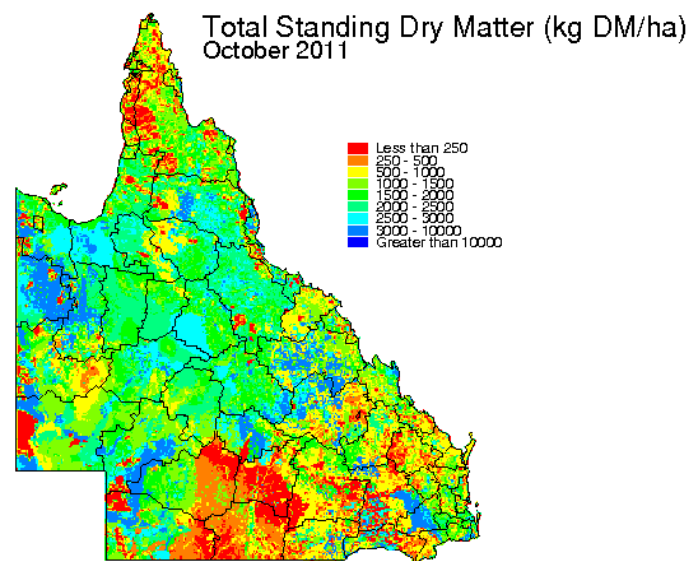 Total Standing Dry Matter (kg DM/ha)
October 2011
Less than 250
250 - 500
500 - 1000
1000 - 1500
1500 - 2000
2000 - 2500
2500 - 3000
3000 - 10000
Greater than 10000